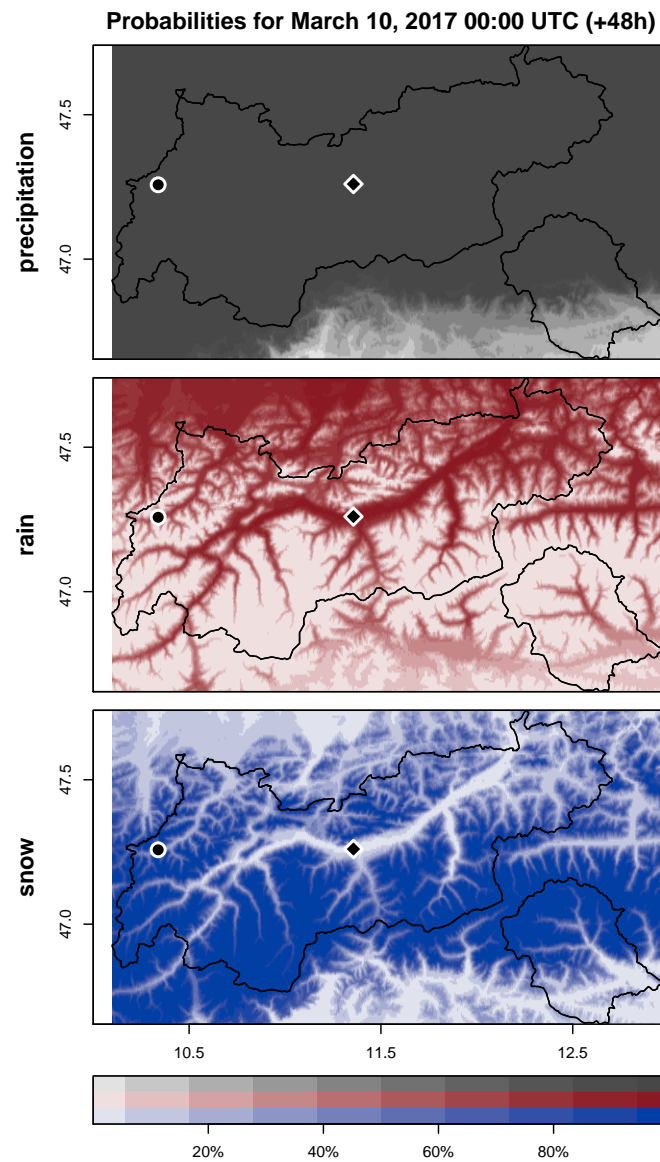 Probabilities for March 10, 2017 00:00 UTC (+48h)
precipitation
47.5
47.0
rain
47.5
47.0
snow
47.5
47.0
10.5 11.5 12.5
20% 40% 60% 80%